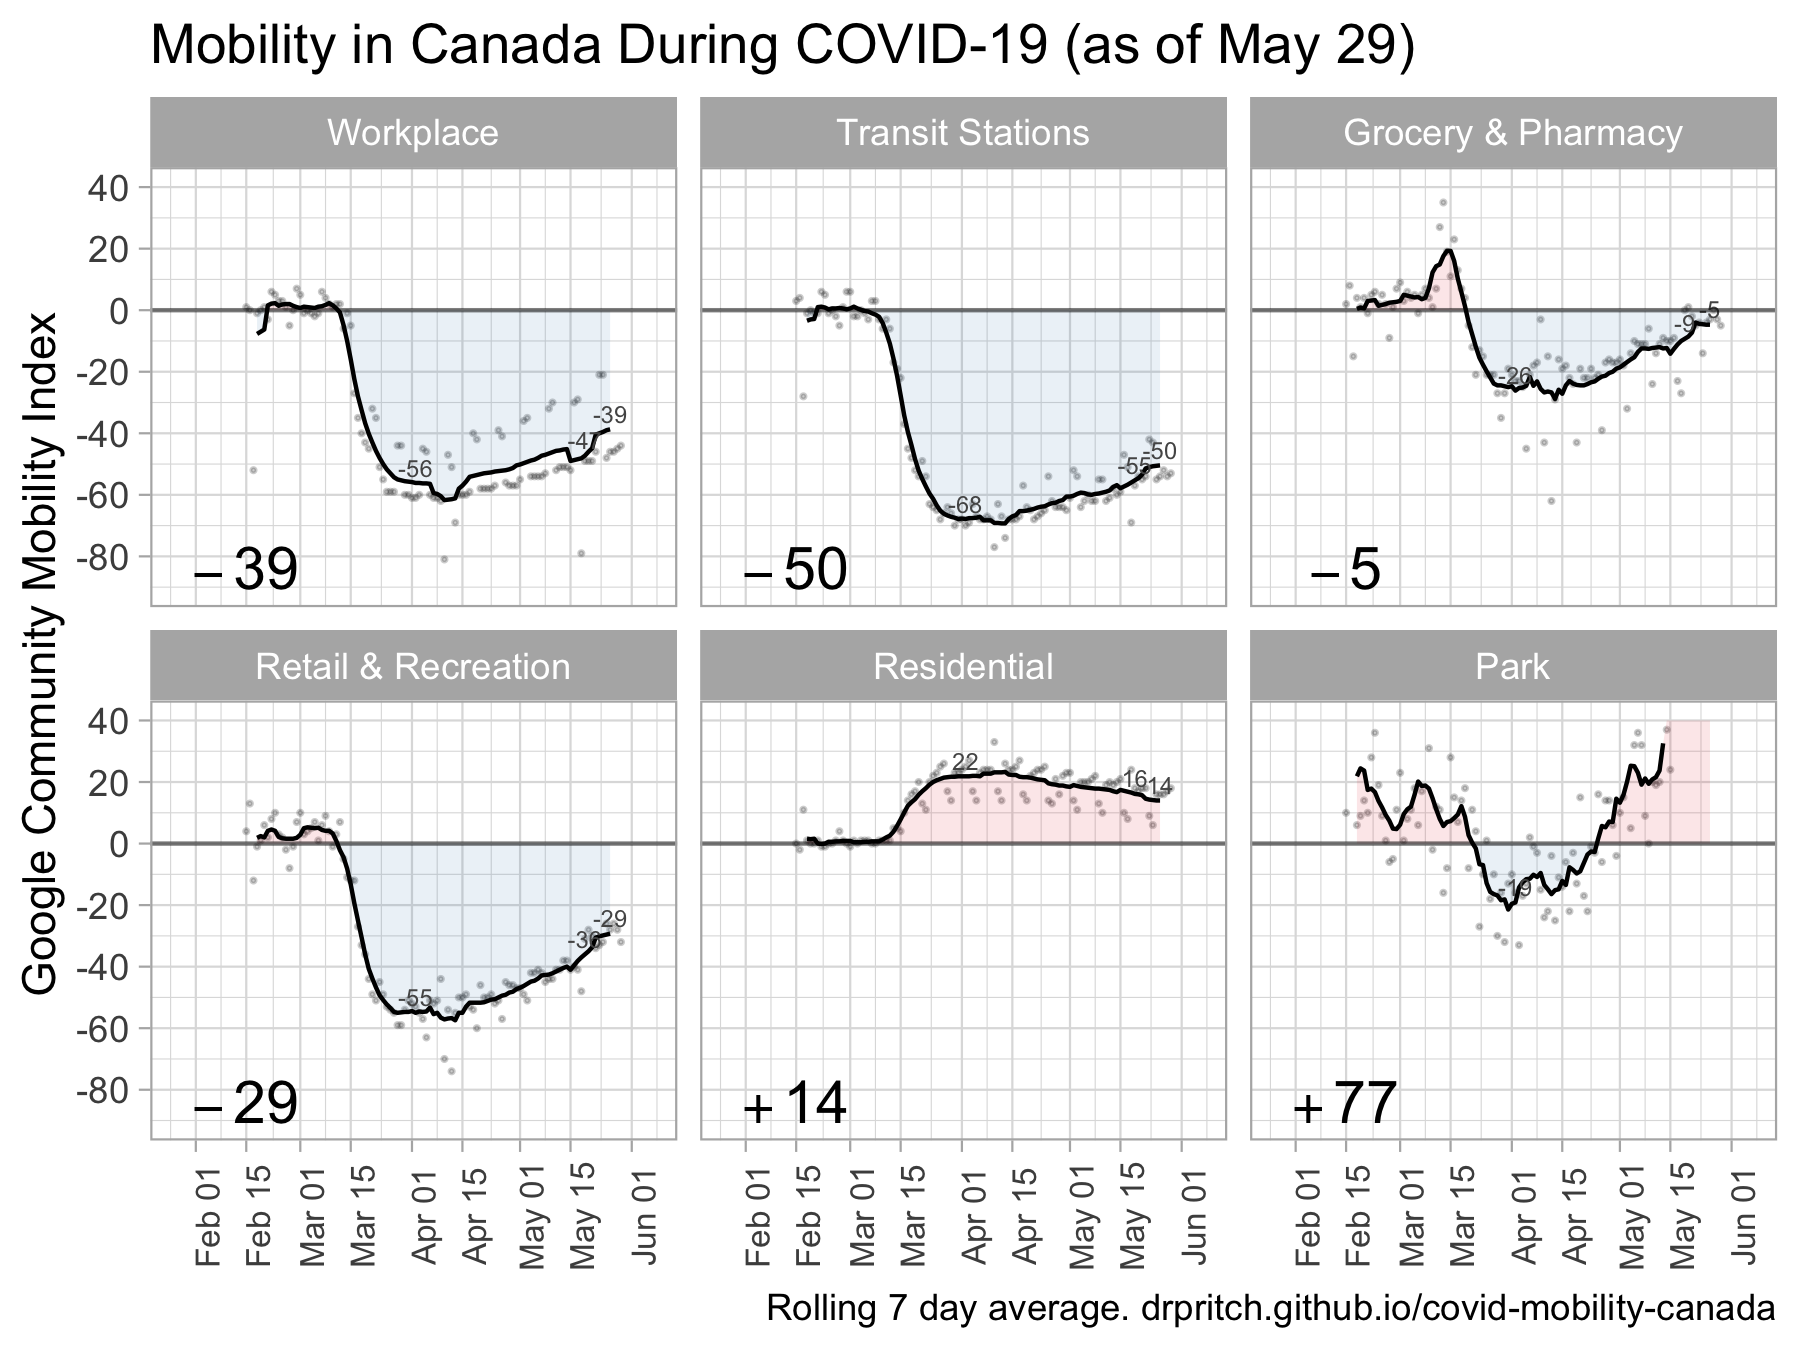 Mobility in Canada During COVID-19 (as of May 29)
Google Community Mobility Index
Workplace
Transit Stations
Grocery & Pharmacy
40
20
0
-20
-40
-60
-80
-56
-47
-39
–39
-68
-55
-50
–50
-26
-9
-5
–5
Retail & Recreation
Residential
Park
40
20
0
-20
-40
-60
-80
-55
-29
–29
22
16
14
+14
-19
+77
Feb 01
Feb 15
Mar 01
Mar 15
Apr 01
Apr 15
May 01
May 15
Jun 01
Feb 01
Feb 15
Mar 01
Mar 15
Apr 01
Apr 15
May 01
May 15
Jun 01
Feb 01
Feb 15
Mar 01
Mar 15
Apr 01
Apr 15
May 01
May 15
Jun 01
Rolling 7 day average. drpritch.github.io/covid-mobility-canada